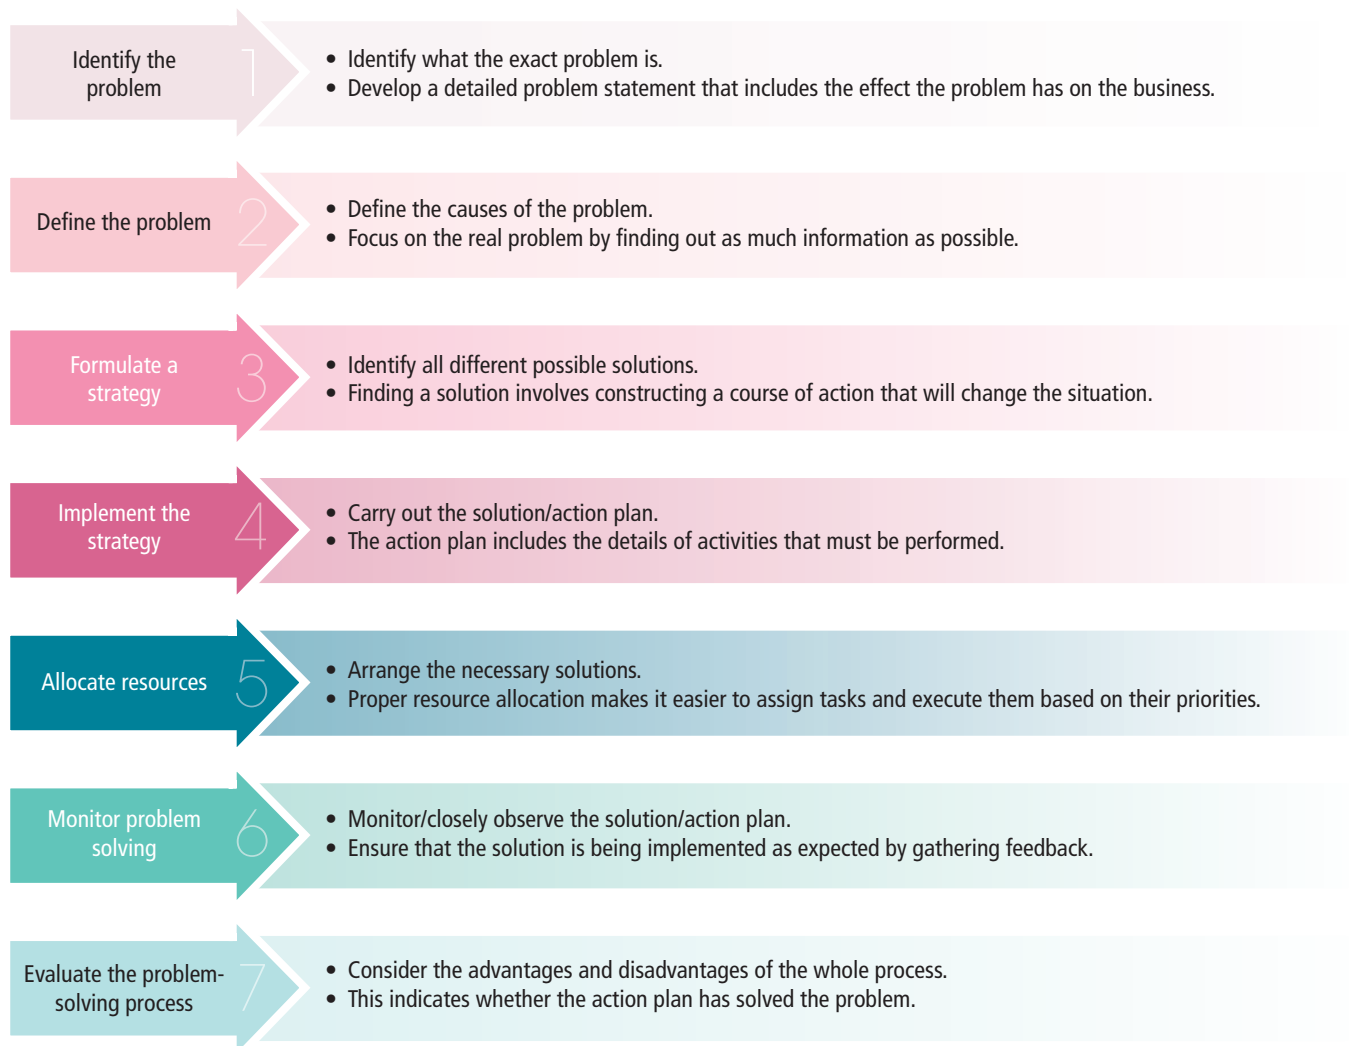 Identify the
problem
1
• Identify what the exact problem is.
• Develop a detailed problem statement that includes the effect the problem has on the business.
Define the problem
2
• Define the causes of the problem.
• Focus on the real problem by finding out as much information as possible.
Formulate a
strategy
3
• Identify all different possible solutions.
• Finding a solution involves constructing a course of action that will change the situation.
Implement the
strategy
4
• Carry out the solution/action plan.
• The action plan includes the details of activities that must be performed.
Allocate resources
5
• Arrange the necessary solutions.
• Proper resource allocation makes it easier to assign tasks and execute them based on their priorities.
Monitor problem
solving
6
• Monitor/closely observe the solution/action plan.
• Ensure that the solution is being implemented as expected by gathering feedback.
Evaluate the problem-
solving process
7
• Consider the advantages and disadvantages of the whole process.
• This indicates whether the action plan has solved the problem.